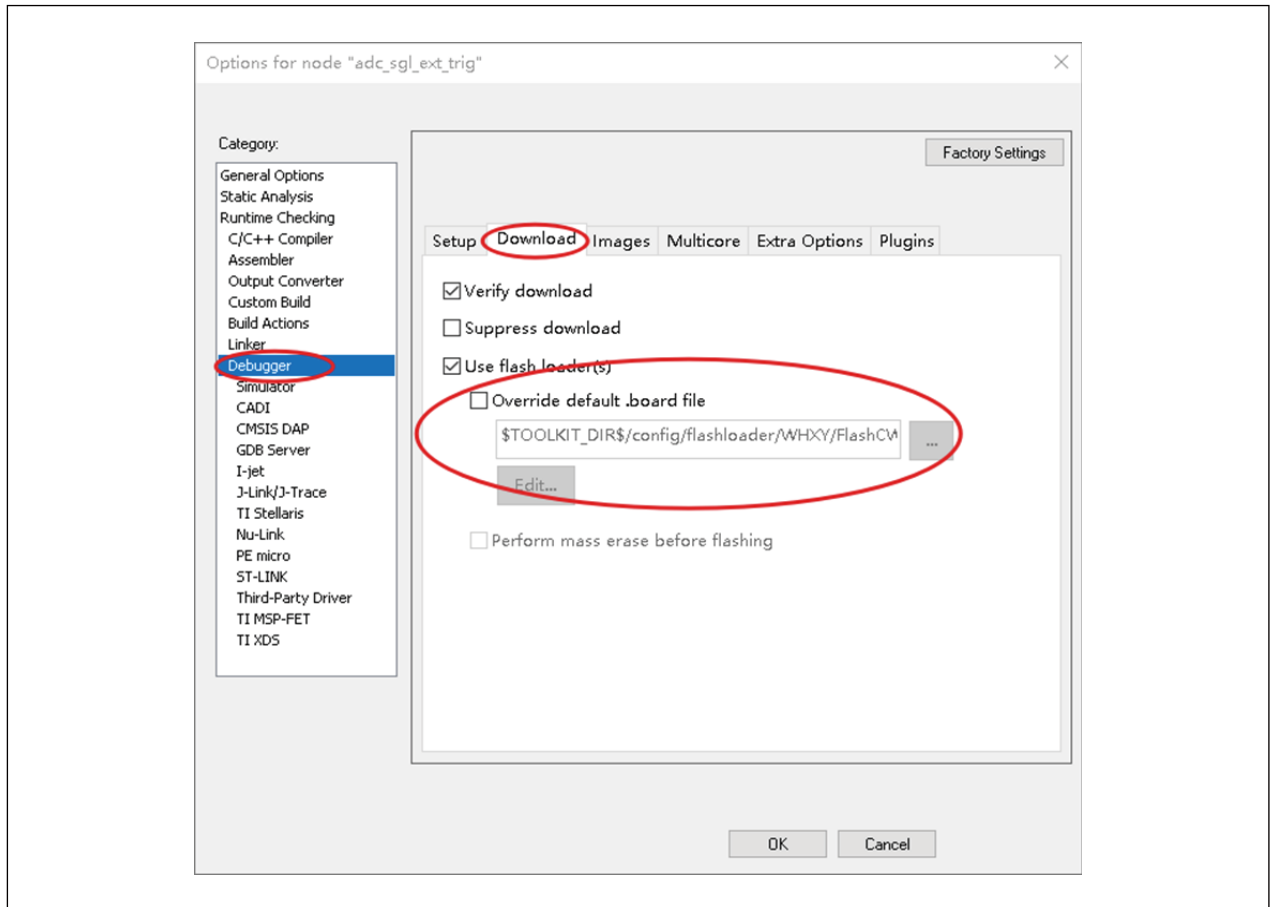 Options for node "adc_sgl_ext_trig"
Category:
Factory Settings
General Options
Static Analysis
Runtime Checking
C/C++ Compiler
Assembler
Output Converter
Custom Build
Build Actions
Linker
Debugger
Simulator
CADI
CMSIS DAP
GDB Server
I-jet
J-Link/J-Trace
TI Stellaris
Nu-Link
PE micro
ST-LINK
Third-Party Driver
TI MSP-FET
TI XDS
Setup Download Images Multicore Extra Options Plugins
Verify download
Suppress download
Use flash loader(s)
Override default .board file
$TOOLKIT_DIR$/config/flashloader/WHXY/FlashCW
...
Edit...
Perform mass erase before flashing
OK Cancel